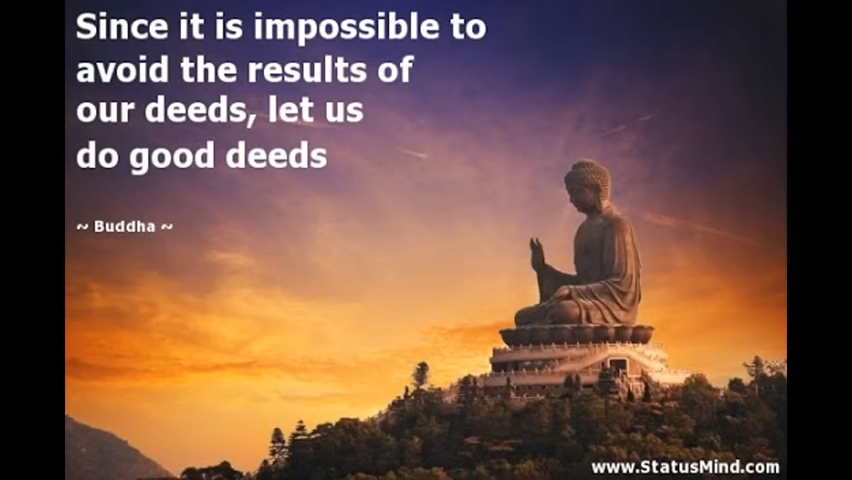 Since it is impossible to
avoid the results of
our deeds, let us
do good deeds
~ Buddha ~
www.StatusMind.com